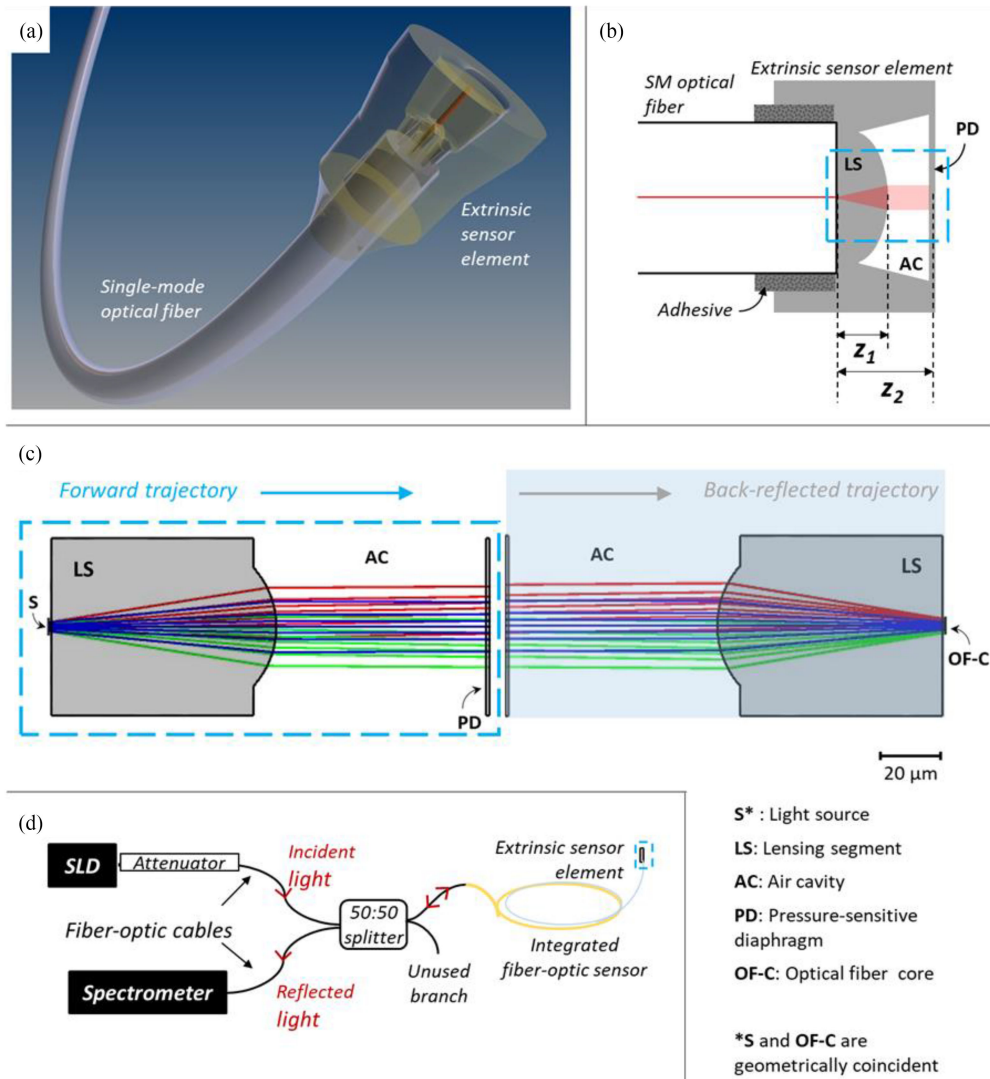 (a)
Single-mode
optical fiber
Extrinsic
sensor
element
(b)
Extrinsic sensor element
SM optical
fiber
PD
LS
AC
Adhesive
z1
z2
(c)
Forward trajectory
Back-reflected trajectory
LS
AC
AC
LS
S
PD
OF-C
20 μm
(d)
SLD
Attenuator
Incident
light
Extrinsic sensor
element
Fiber-optic cables
50:50
splitter
Integrated
fiber-optic sensor
Unused
branch
Spectrometer
Reflected
light
S* : Light source
LS: Lensing segment
AC: Air cavity
PD: Pressure-sensitive
diaphragm
OF-C: Optical fiber core
*S and OF-C are
geometrically coincident